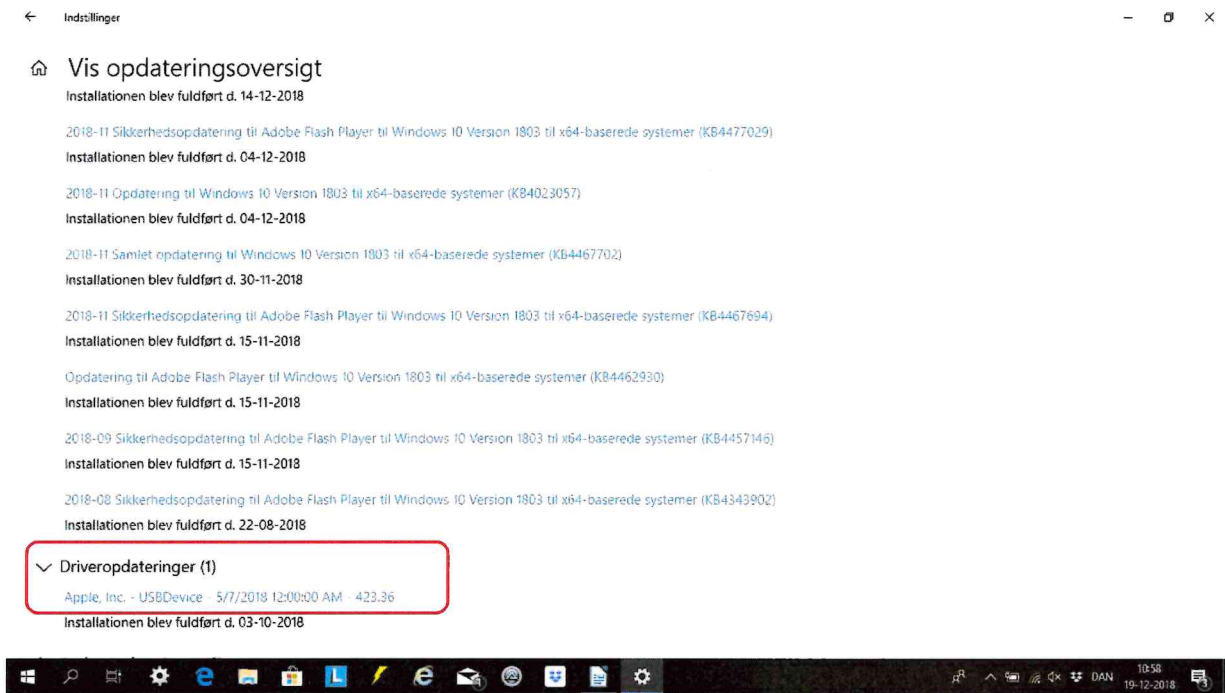 Indstillinger
Vis opdateringsoversigt
Installationen blev fuldført d. 14-12-2018
2018-11 Sikkerhedsopdatering til Adobe Flash Player til Windows 10 Version 1803 til x64-baserede systemer (KB4477029)
Installationen blev fuldført d. 04-12-2018
2018-11 Opdatering til Windows 10 Version 1803 til x64-baserede systemer (KB4023057)
Installationen blev fuldført d. 04-12-2018
2018-11 Samlet opdatering til Windows 10 Version 1803 til x64-baserede systemer (KB4467702)
Installationen blev fuldført d. 30-11-2018
2018-11 Sikkerhedsopdatering til Adobe Flash Player til Windows 10 Version 1803 til x64-baserede systemer (KB4467694)
Installationen blev fuldført d. 15-11-2018
Opdatering til Adobe Flash Player til Windows 10 Version 1803 til x64-baserede systemer (KB4462930)
Installationen blev fuldført d. 15-11-2018
2018-09 Sikkerhedsopdatering til Adobe Flash Player til Windows 10 Version 1803 til x64-baserede systemer (KB4457146)
Installationen blev fuldført d. 15-11-2018
2018-08 Sikkerhedsopdatering til Adobe Flash Player til Windows 10 Version 1803 til x64-baserede systemer (KB4343902)
Installationen blev fuldført d. 22-08-2018
Driveropdateringer (1)
Apple, Inc. - USBDevice - 5/7/2018 12:00:00 AM - 423.36
Installationen blev fuldført d. 03-10-2018
L
DAN
10:58
19-12-2018